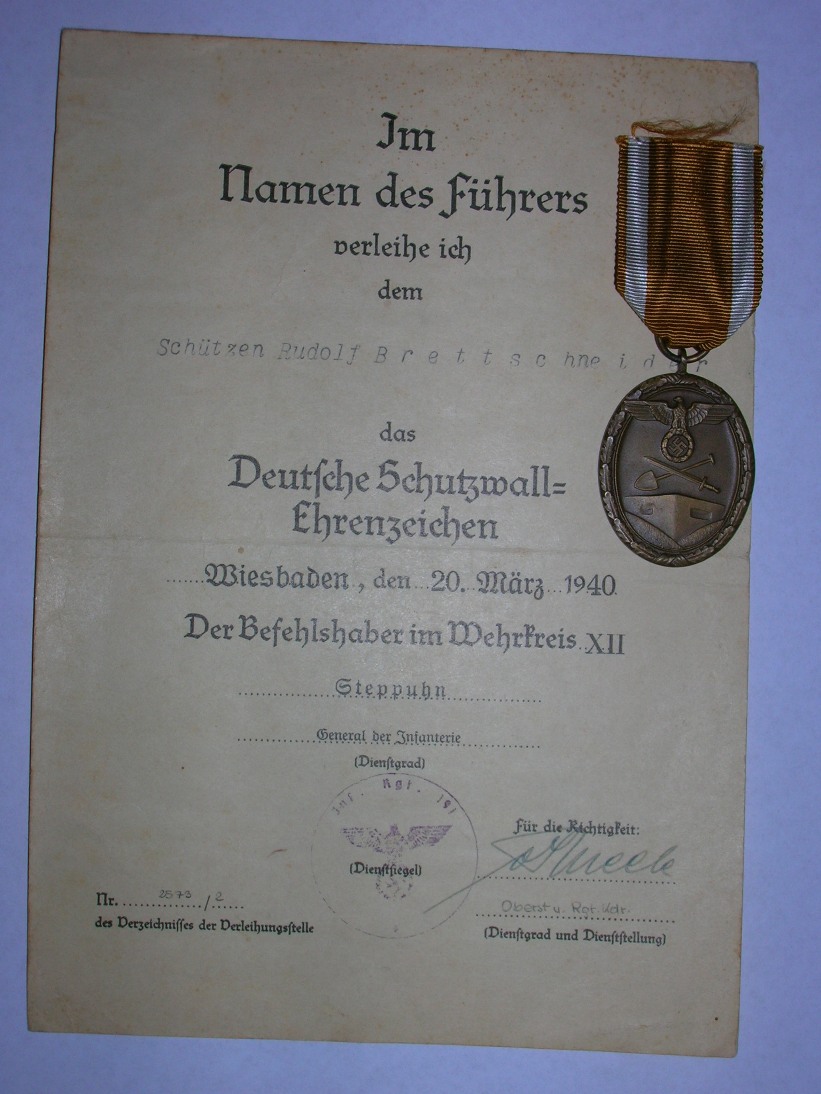 Im
Namen des Führers
verleihe ich
dem
Schützen Rudolf B r e t t s c h n e i d e r
das
Deutsche Schutzwall=
Ehrenzeichen
Wiesbaden, den 20. März 1940.
Der Befehlshaber im Wehrkreis XII
Steppuhn
General der Infanterie
(Dienstgrad)
Inf. Rgt. 191
Für die Richtigkeit:
(Dienstsiegel)
Nr. 2573 / 2
Oberst u. Rgt Kdr.
des Verzeichnisses der Verleihungsstelle
(Dienstgrad und Dienststellung)